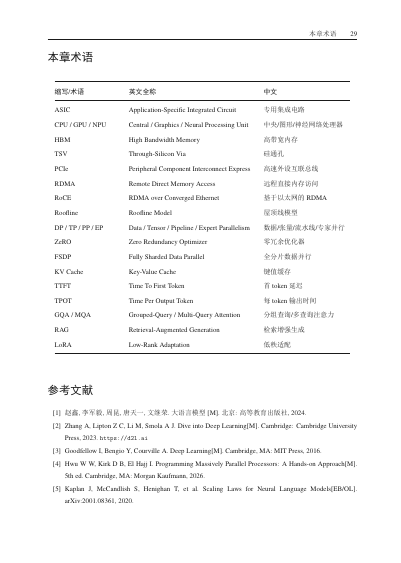 本章术语 29
本章术语
缩写/术语 英文全称 中文
ASIC Application-Specific Integrated Circuit 专用集成电路
CPU / GPU / NPU Central / Graphics / Neural Processing Unit 中央/图形/神经网络处理器
HBM High Bandwidth Memory 高带宽内存
TSV Through-Silicon Via 硅通孔
PCIe Peripheral Component Interconnect Express 高速外设互联总线
RDMA Remote Direct Memory Access 远程直接内存访问
RoCE RDMA over Converged Ethernet 基于以太网的 RDMA
Roofline Roofline Model 屋顶线模型
DP / TP / PP / EP Data / Tensor / Pipeline / Expert Parallelism 数据/张量/流水线/专家并行
ZeRO Zero Redundancy Optimizer 零冗余优化器
FSDP Fully Sharded Data Parallel 全分片数据并行
KV Cache Key-Value Cache 键值缓存
TTFT Time To First Token 首 token 延迟
TPOT Time Per Output Token 每 token 输出时间
GQA / MQA Grouped-Query / Multi-Query Attention 分组查询/多查询注意力
RAG Retrieval-Augmented Generation 检索增强生成
LoRA Low-Rank Adaptation 低秩适配
参考文献
[1] 赵鑫, 李军毅, 周昆, 唐天一, 文继荣. 大语言模型 [M]. 北京: 高等教育出版社, 2024.
[2] Zhang A, Lipton Z C, Li M, Smola A J. Dive into Deep Learning[M]. Cambridge: Cambridge University
Press, 2023. https://d2l.ai
[3] Goodfellow I, Bengio Y, Courville A. Deep Learning[M]. Cambridge, MA: MIT Press, 2016.
[4] Hwu W W, Kirk D B, El Hajj I. Programming Massively Parallel Processors: A Hands-on Approach[M].
5th ed. Cambridge, MA: Morgan Kaufmann, 2026.
[5] Kaplan J, McCandlish S, Henighan T, et al. Scaling Laws for Neural Language Models[EB/OL].
arXiv:2001.08361, 2020.